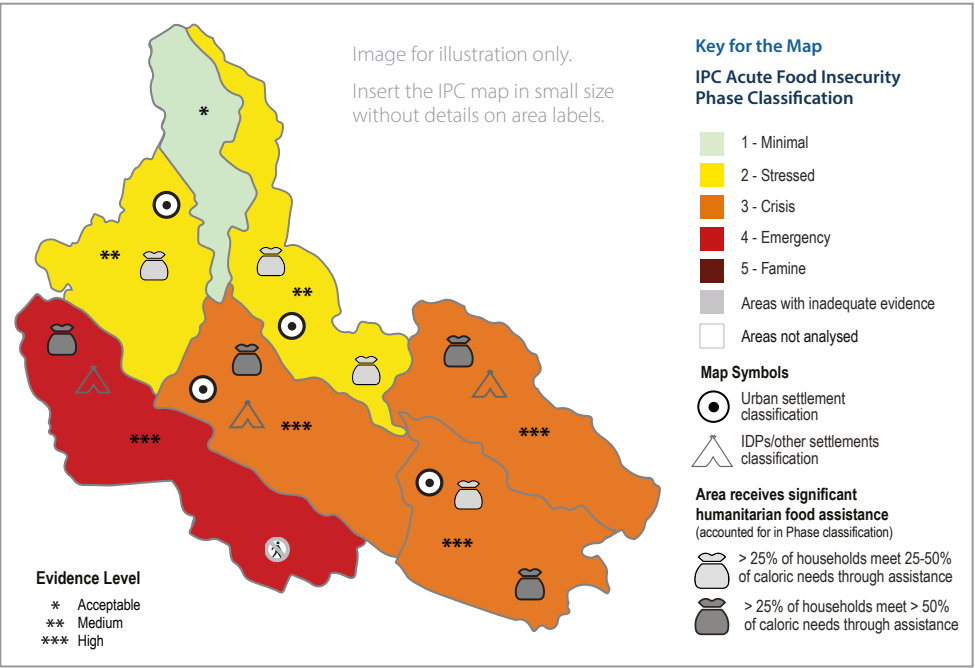 Image for illustration only.
Insert the IPC map in small size
without details on area labels.
*
**
**
***
***
***
***
Evidence Level
* Acceptable
** Medium
*** High
Key for the Map
IPC Acute Food Insecurity
Phase Classification
1 - Minimal
2 - Stressed
3 - Crisis
4 - Emergency
5 - Famine
Areas with inadequate evidence
Areas not analysed
Map Symbols
Urban settlement
classification
IDPs/other settlements
classification
Area receives significant
humanitarian food assistance
(accounted for in Phase classification)
> 25% of households meet 25-50%
of caloric needs through assistance
> 25% of households meet > 50%
of caloric needs through assistance